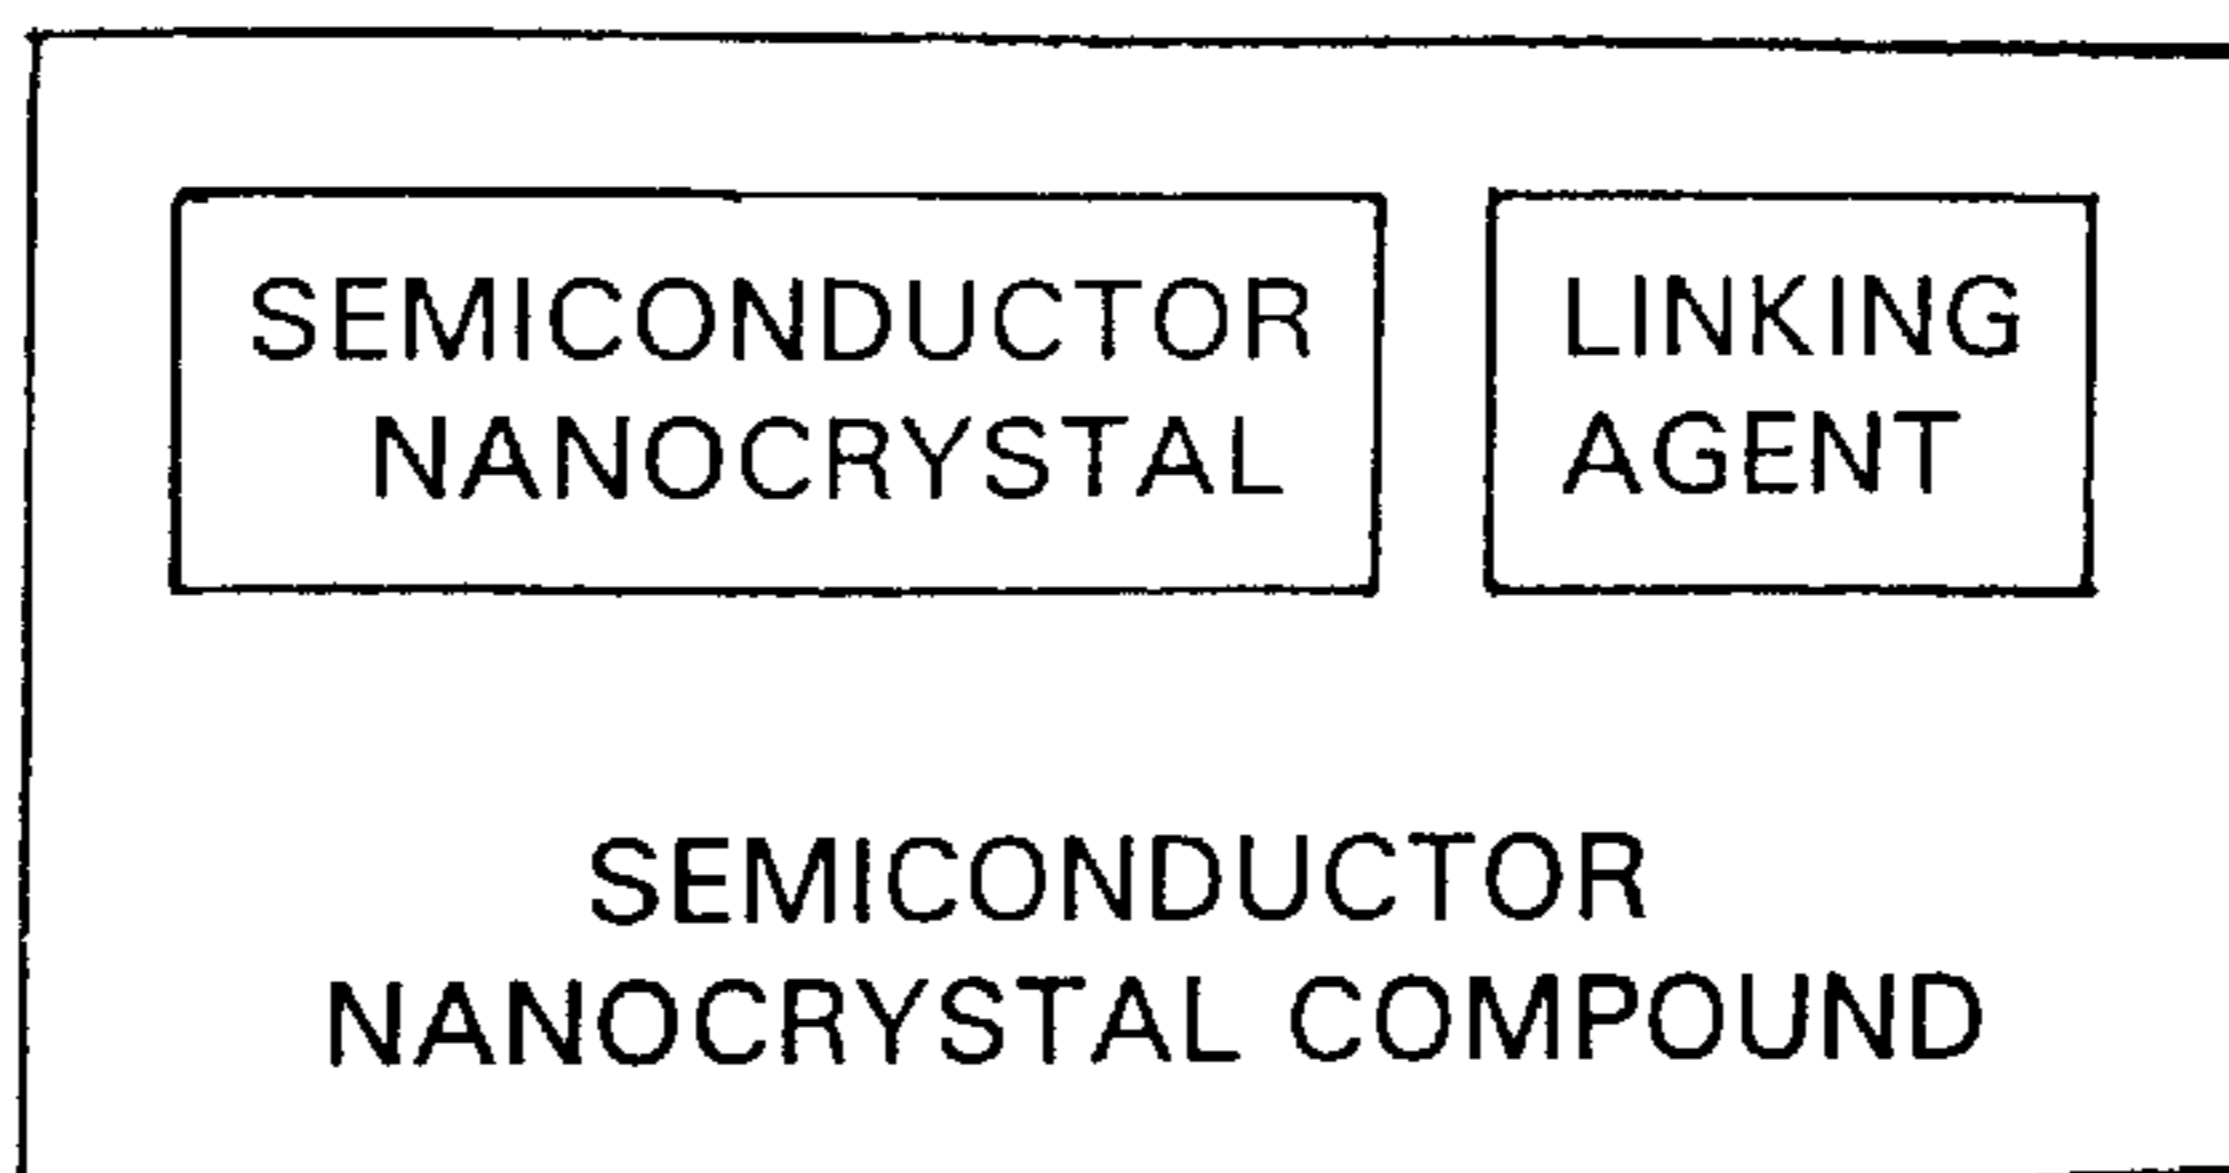 SEMICONDUCTOR
NANOCRYSTAL
LINKING
AGENT
SEMICONDUCTOR
NANOCRYSTAL COMPOUND